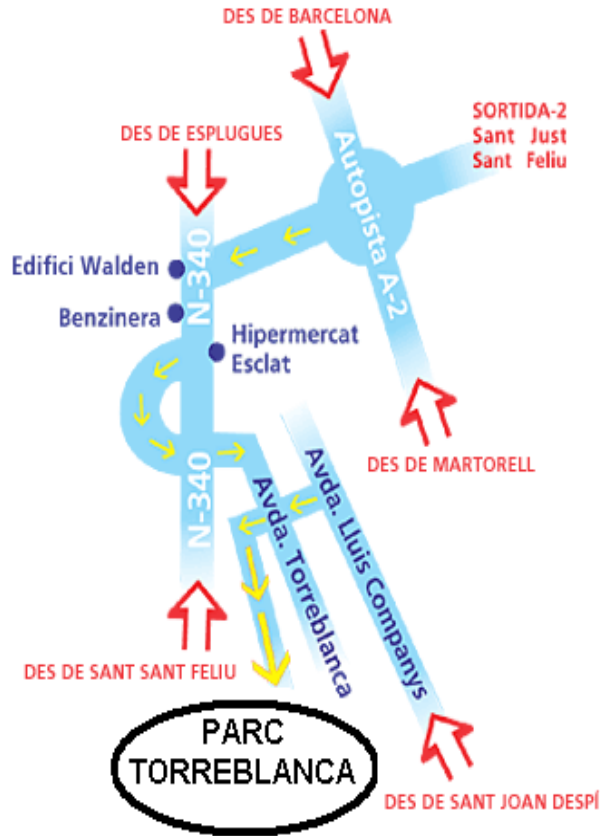 DES DE BARCELONA
SORTIDA-2
Sant Just
Sant Feliu
DES DE ESPLUGUES
Autopista A-2
N-340
Edifici Walden
Benzinera
Hipermercat
Esclat
DES DE MARTORELL
N-340
Avda. Torreblanca
Avda. Lluis Companys
DES DE SANT SANT FELIU
PARC
TORREBLANCA
DES DE SANT JOAN DESPÍ